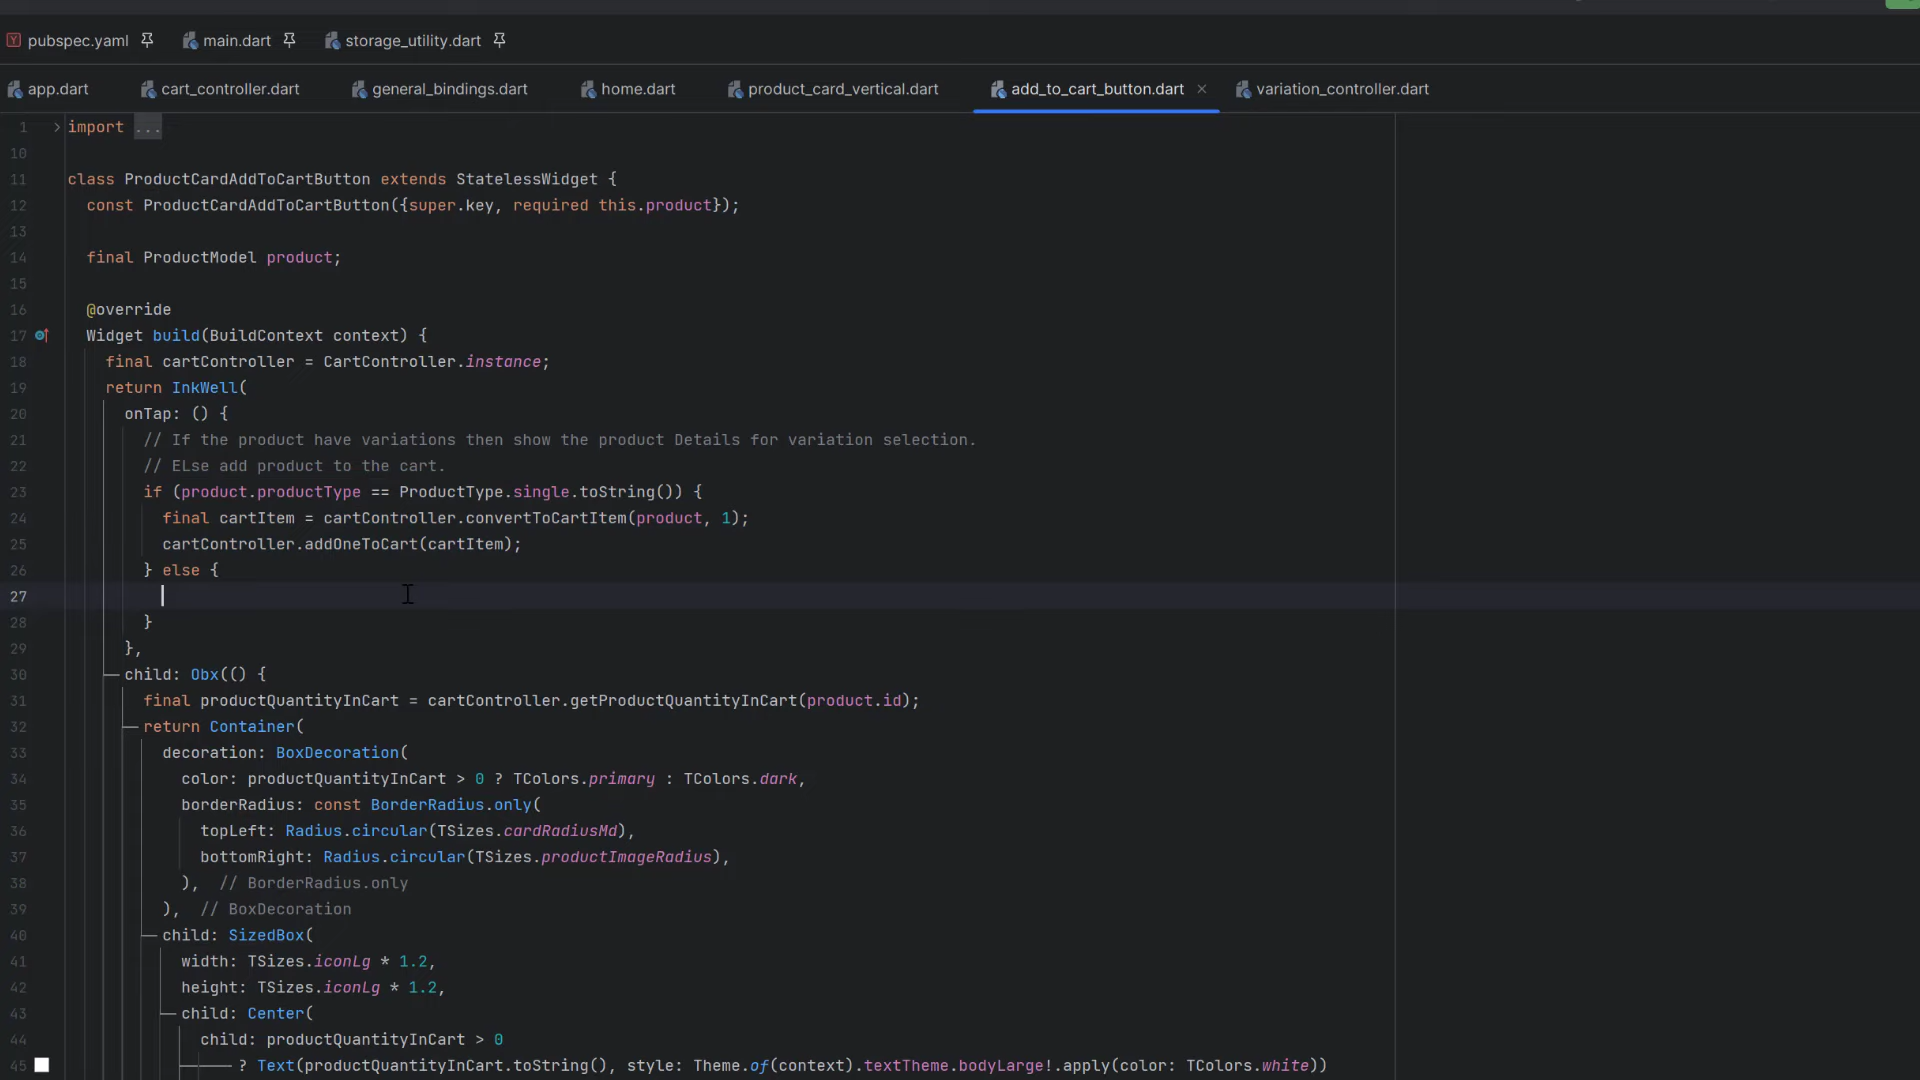 pubspec.yaml main.dart storage_utility.dart
app.dart cart_controller.dart general_bindings.dart home.dart product_card_vertical.dart add_to_cart_button.dart variation_controller.dart
1 import ...
10
11 class ProductCardAddToCartButton extends StatelessWidget {
12 const ProductCardAddToCartButton({super.key, required this.product});
13
14 final ProductModel product;
15
16 @override
17 Widget build(BuildContext context) {
18 final cartController = CartController.instance;
19 return InkWell(
20 onTap: () {
21 // If the product have variations then show the product Details for variation selection.
22 // ELse add product to the cart.
23 if (product.productType == ProductType.single.toString()) {
24 final cartItem = cartController.convertToCartItem(product, 1);
25 cartController.addOneToCart(cartItem);
26 } else {
27
28 }
29 },
30 child: Obx(() {
31 final productQuantityInCart = cartController.getProductQuantityInCart(product.id);
32 return Container(
33 decoration: BoxDecoration(
34 color: productQuantityInCart > 0 ? TColors.primary : TColors.dark,
35 borderRadius: const BorderRadius.only(
36 topLeft: Radius.circular(TSizes.cardRadiusMd),
37 bottomRight: Radius.circular(TSizes.productImageRadius),
38 ), // BorderRadius.only
39 ), // BoxDecoration
40 child: SizedBox(
41 width: TSizes.iconLg * 1.2,
42 height: TSizes.iconLg * 1.2,
43 child: Center(
44 child: productQuantityInCart > 0
45 ? Text(productQuantityInCart.toString(), style: Theme.of(context).textTheme.bodyLarge!.apply(color: TColors.white))